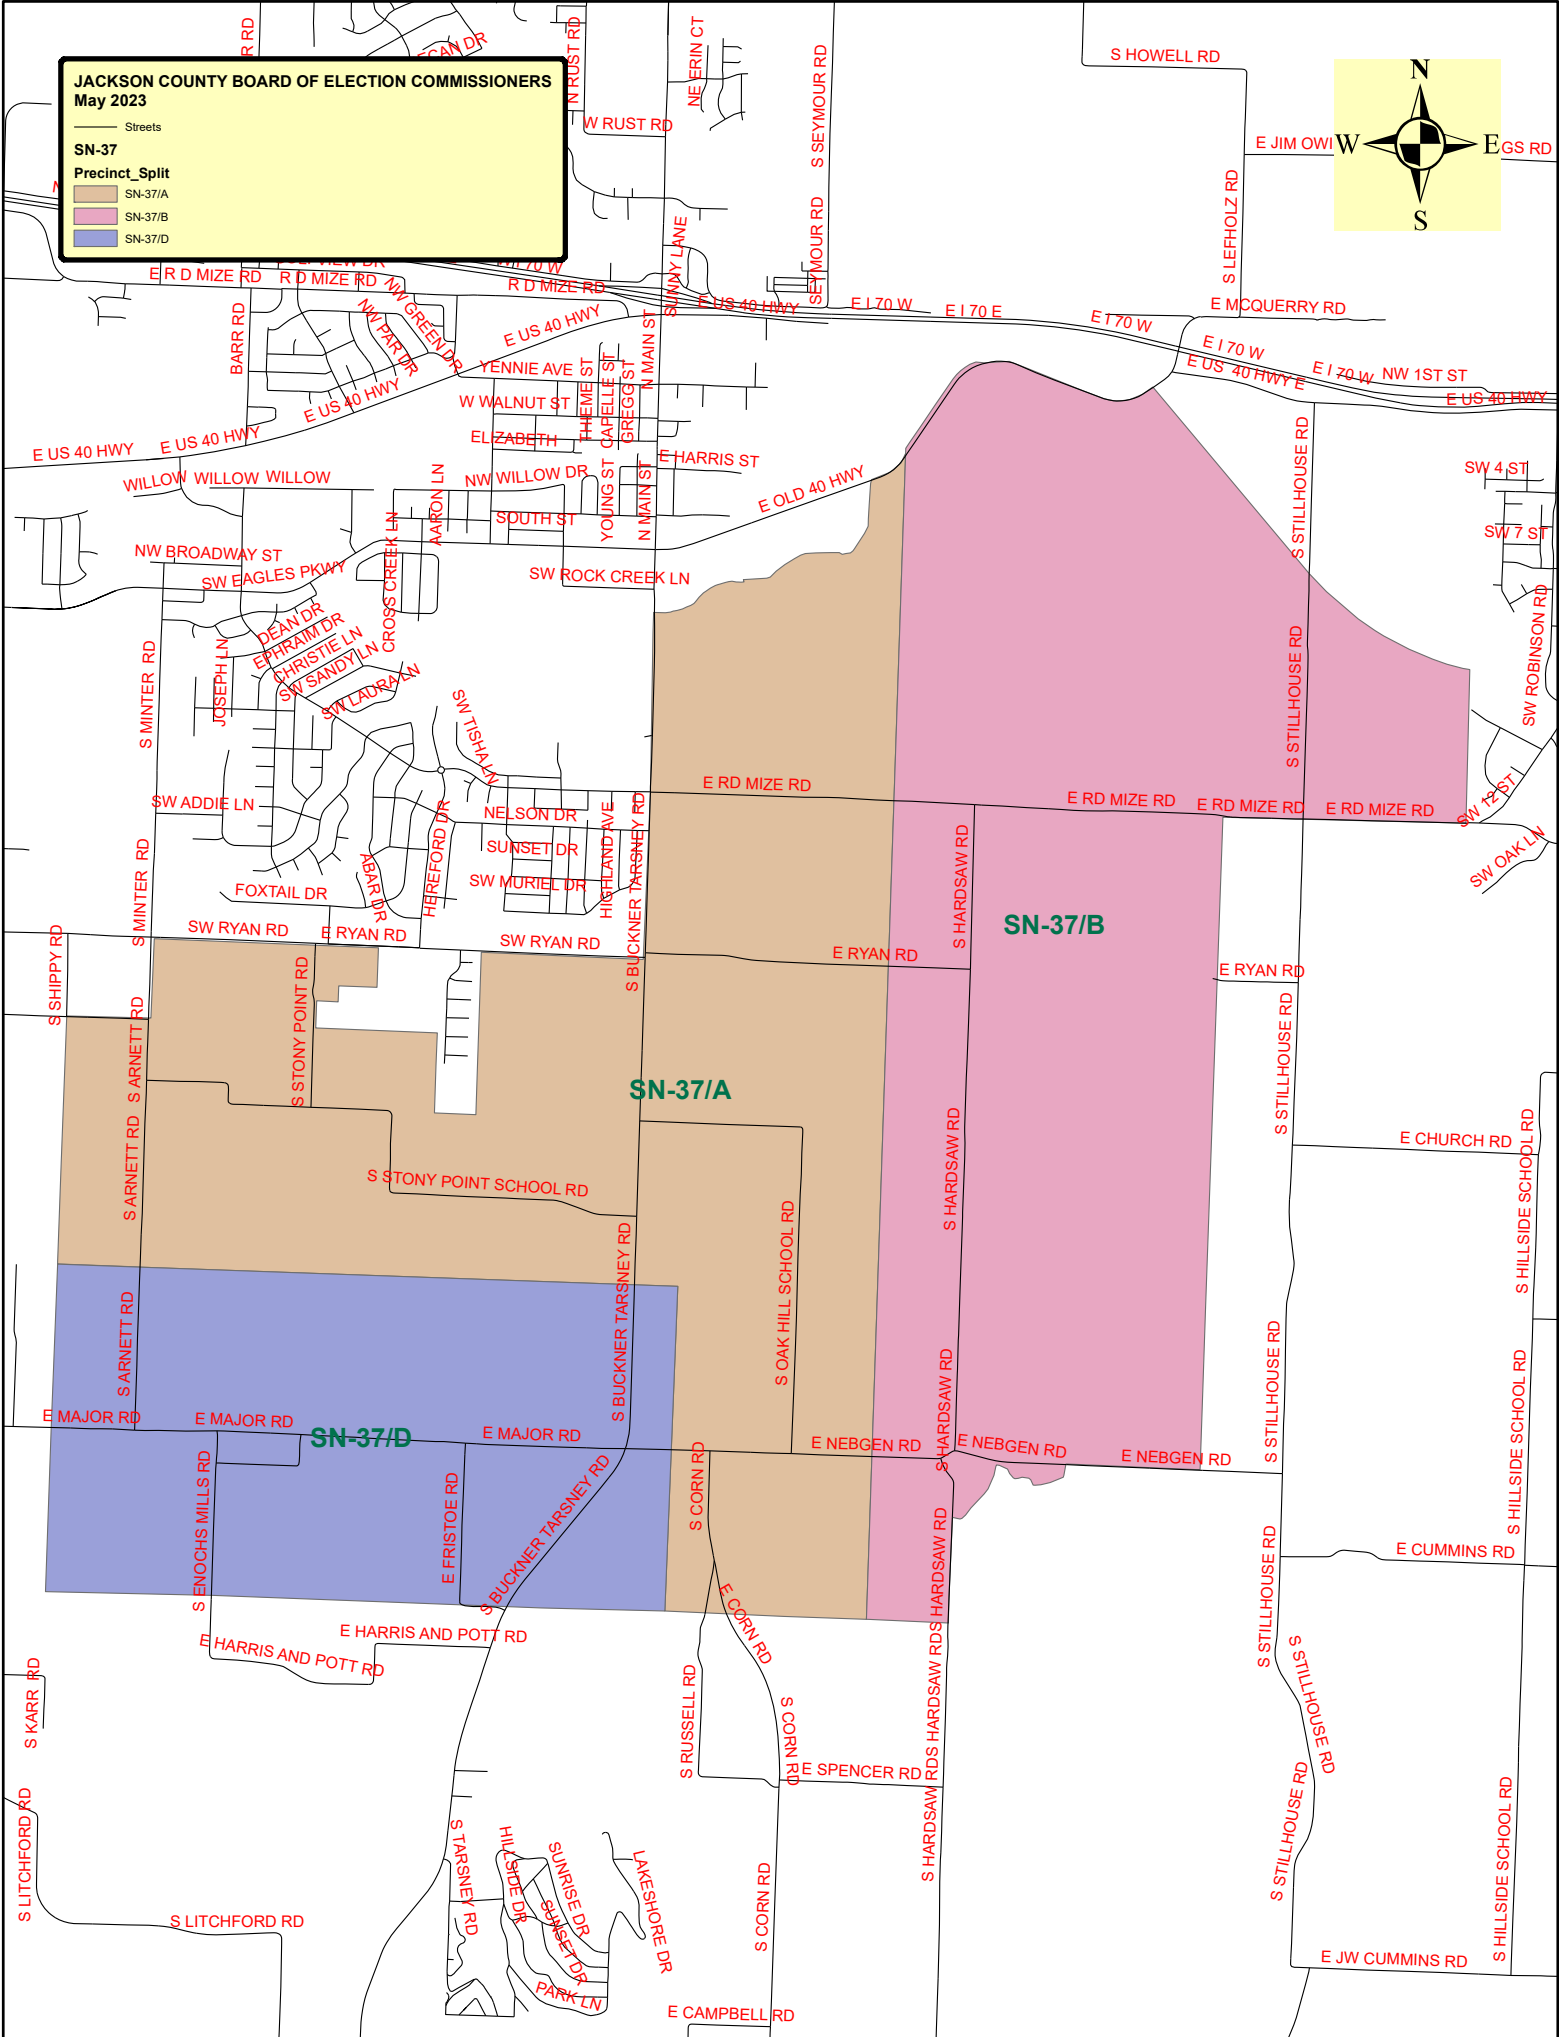 JACKSON COUNTY BOARD OF ELECTION COMMISSIONERS
May 2023
Streets
SN-37
Precinct_Split
SN-37/A
SN-37/B
SN-37/D
N
W
E
S
N RUST RD
NE ERIN CT
S SEYMOUR RD
S HOWELL RD
W RUST RD
E JIM OWI
GS RD
SEYMOUR RD
S LEFHOLZ RD
SUNNY LANE
E R D MIZE RD
R D MIZE RD
R D MIZE RD
E US 40 HWY
E I 70 W
E I 70 E
E I 70 W
E MCQUERRY RD
BARR RD
NW PAR DR
NW GREEN DR
E US 40 HWY
N MAIN ST
E I 70 W
E US 40 HWY E
E I 70 W
NW 1ST ST
E US 40 HWY
YENNIE AVE
THEME ST
CAPELLE ST
GREGG ST
W WALNUT ST
E US 40 HWY
E US 40 HWY
E US 40 HWY
ELIZABETH
E HARRIS ST
WILLOW
WILLOW
WILLOW
NW WILLOW DR
AARON LN
YOUNG ST
N MAIN ST
E OLD 40 HWY
S STILLHOUSE RD
SW 4 ST
SOUTH ST
SW 7 ST
NW BROADWAY ST
SW EAGLES PKWY
CROSS CREEK LN
SW ROCK CREEK LN
DEAN DR
EPHRAIM DR
CHRISTIE LN
SW SANDY LN
SW LAURA LN
S MINTER RD
JOSEPH LN
SW TISHA LN
S STILLHOUSE RD
SW ROBINSON RD
E RD MIZE RD
E RD MIZE RD
E RD MIZE RD
E RD MIZE RD
SW 12 ST
SW OAK LN
SW ADDIE LN
NELSON DR
HIGHLAND AVE
SUNSET DR
SW MURIEL DR
HEREFORD DR
ABAR DR
FOXTAIL DR
S MINTER RD
S BUCKNER TARSNEY RD
S HARDSAW RD
SN-37/B
SW RYAN RD
E RYAN RD
SW RYAN RD
E RYAN RD
E RYAN RD
S SHIPPY RD
S STONY POINT RD
S ARNETT RD
S STILLHOUSE RD
SN-37/A
S ARNETT RD
S STONY POINT SCHOOL RD
S HARDSAW RD
E CHURCH RD
S HILLSIDE SCHOOL RD
S BUCKNER TARSNEY RD
S OAK HILL SCHOOL RD
S ARNETT RD
S HARDSAW RD
S STILLHOUSE RD
S HILLSIDE SCHOOL RD
E MAJOR RD
E MAJOR RD
SN-37/D
E MAJOR RD
E NEBGEN RD
E NEBGEN RD
E NEBGEN RD
S ENOCHS MILLS RD
E FRISTOE RD
S BUCKNER TARSNEY RD
S CORN RD
S HARDSAW RD
S STILLHOUSE RD
E CUMMINS RD
E HARRIS AND POTT RD
E HARRIS AND POTT RD
E CORN RD
S KARR RD
S RUSSELL RD
S CORN RD
S HARDSAW RD
S STILLHOUSE RD
E SPENCER RD
S LITCHFORD RD
S HARDSAW RD
S STILLHOUSE RD
S HILLSIDE SCHOOL RD
S TARSNEY RD
HILLSIDE DR
SUNRISE DR
SUNSET DR
LAKESHORE DR
PARK LN
S CORN RD
S LITCHFORD RD
E JW CUMMINS RD
E CAMPBELL RD